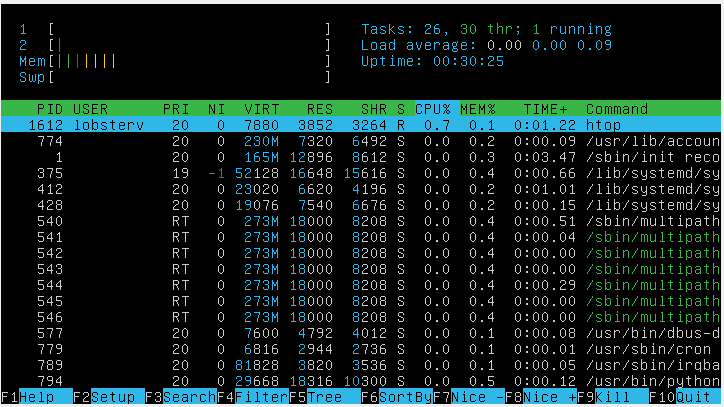 1 [ ] Tasks: 26, 30 thr; 1 running
2 [| ] Load average: 0.00 0.00 0.09
Mem[||||||| ] Uptime: 00:30:25
Swp[ ]
PID USER PRI NI VIRT RES SHR S CPU% MEM% TIME+ Command
1612 lobsterv 20 0 7880 3852 3264 R 0.7 0.1 0:01.22 htop
774 20 0 230M 7320 6492 S 0.0 0.2 0:00.09 /usr/lib/accoun
1 20 0 165M 12896 8612 S 0.0 0.3 0:03.47 /sbin/init reco
375 19 -1 52128 16648 15616 S 0.0 0.4 0:00.66 /lib/systemd/sy
412 20 0 23020 6620 4196 S 0.0 0.2 0:01.01 /lib/systemd/sy
428 20 0 19076 7540 6676 S 0.0 0.2 0:00.15 /lib/systemd/sy
540 RT 0 273M 18000 8208 S 0.0 0.4 0:00.51 /sbin/multipath
541 RT 0 273M 18000 8208 S 0.0 0.4 0:00.04 /sbin/multipath
542 RT 0 273M 18000 8208 S 0.0 0.4 0:00.00 /sbin/multipath
543 RT 0 273M 18000 8208 S 0.0 0.4 0:00.00 /sbin/multipath
544 RT 0 273M 18000 8208 S 0.0 0.4 0:00.29 /sbin/multipath
545 RT 0 273M 18000 8208 S 0.0 0.4 0:00.00 /sbin/multipath
546 RT 0 273M 18000 8208 S 0.0 0.4 0:00.00 /sbin/multipath
577 20 0 7600 4792 4012 S 0.0 0.1 0:00.08 /usr/bin/dbus-d
779 20 0 6816 2944 2736 S 0.0 0.1 0:00.01 /usr/sbin/cron
789 20 0 81828 3820 3536 S 0.0 0.1 0:00.05 /usr/sbin/irqba
794 20 0 29668 18316 10300 S 0.0 0.5 0:00.12 /usr/bin/python
F1Help F2Setup F3SearchF4FilterF5Tree F6SortByF7Nice -F8Nice +F9Kill F10Quit